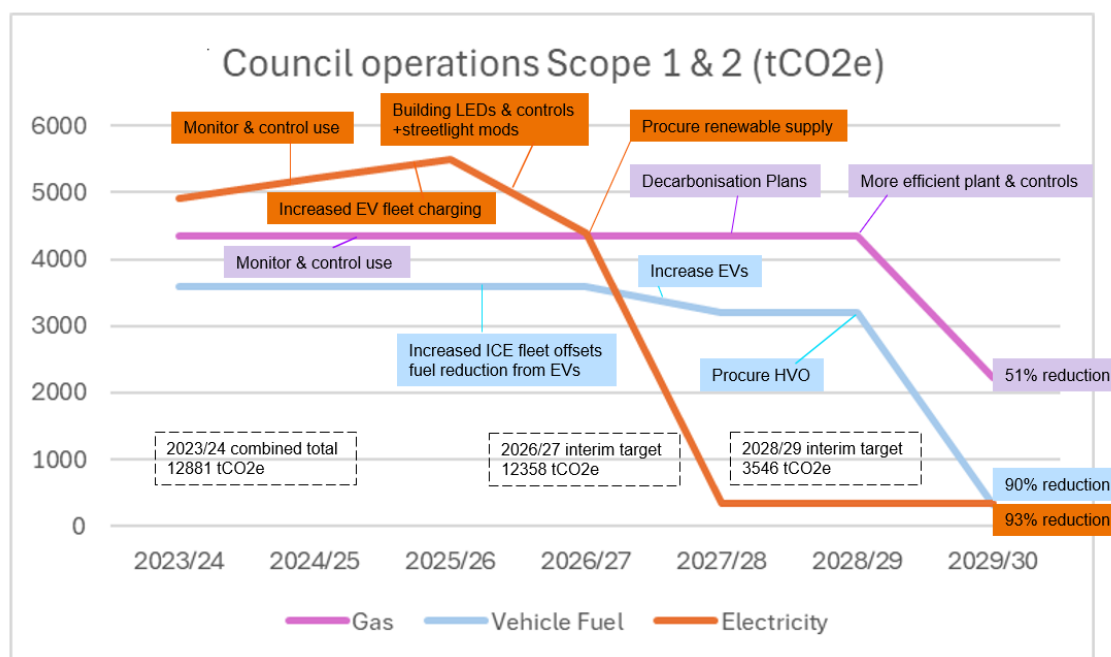 Council operations Scope 1 & 2 (tCO2e)
6000
5000
4000
3000
2000
1000
0
Monitor & control use
Building LEDs & controls
+streetlight mods
Procure renewable supply
Increased EV fleet charging
Decarbonisation Plans
More efficient plant & controls
Monitor & control use
Increase EVs
Increased ICE fleet offsets
fuel reduction from EVs
Procure HVO
51% reduction
2023/24 combined total
12881 tCO2e
2026/27 interim target
12358 tCO2e
2028/29 interim target
3546 tCO2e
90% reduction
93% reduction
2023/24
2024/25
2025/26
2026/27
2027/28
2028/29
2029/30
Gas
Vehicle Fuel
Electricity